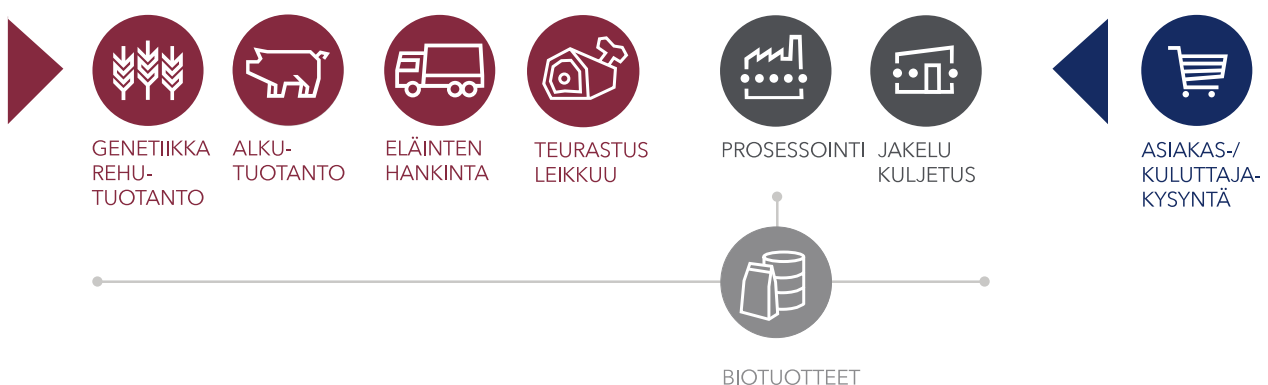 GENETIIKKA
REHU-
TUOTANTO
ALKU-
TUOTANTO
ELÄINTEN
HANKINTA
TEURASTUS
LEIKKUU
PROSESSOINTI
JAKELU
KULJETUS
ASIAKAS-/
KULUTTAJA-
KYSYNTÄ
BIOTUOTTEET